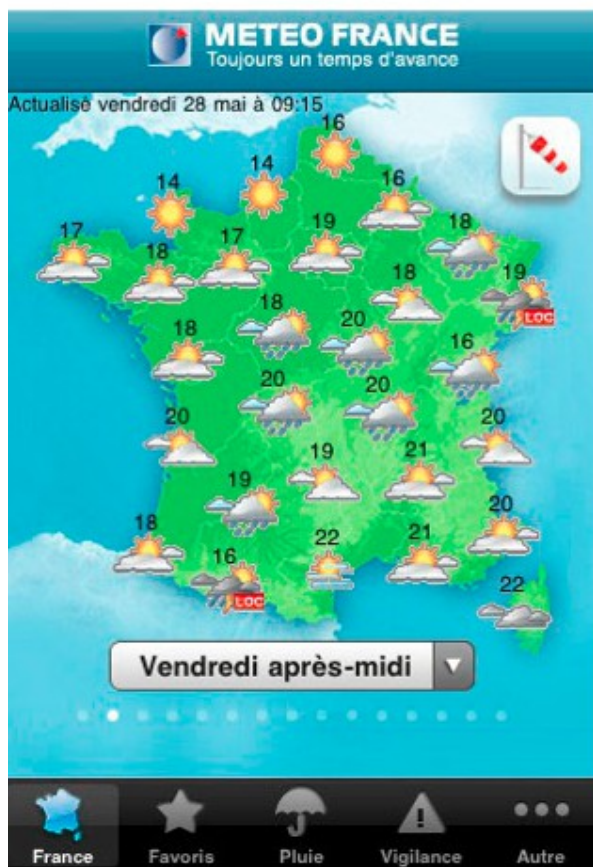 METEO FRANCE
Toujours un temps d'avance
Actualisé vendredi 28 mai à 09:15
16
14
14
16
17
18
17
19
18
18
19
LOC
18
18
20
16
20
20
20
20
19
21
19
18
16
LOC
22
21
20
22
Vendredi après-midi
France
Favoris
Pluie
Vigilance
Autre